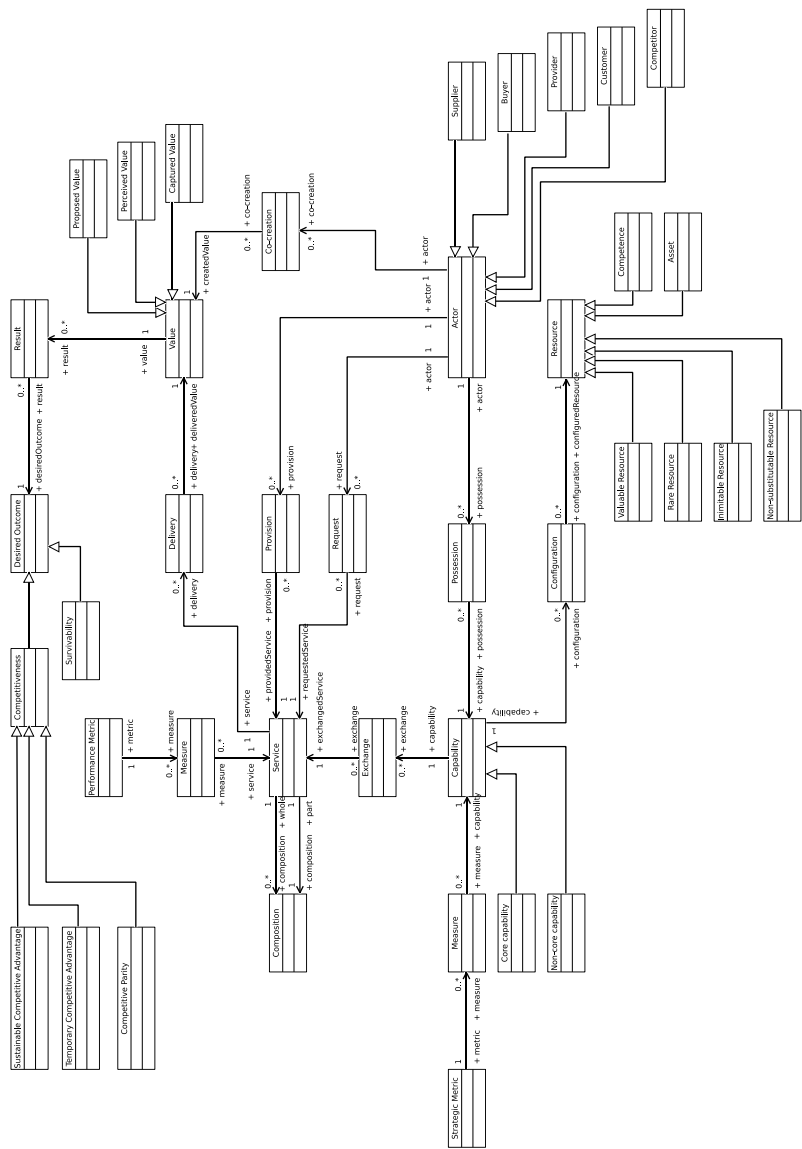 Sustainable Competitive Advantage
Temporary Competitive Advantage
Competitive Parity
Competitiveness
Survivability
Desired Outcome
1
+ desiredOutcome
+ result
0..*
Result
0..*
+ result
+ value
1
Proposed Value
Perceived Value
Captured Value
Value
1
+ createdValue
0..*
+ co-creation
Co-creation
0..*
+ co-creation
+ actor
1
1
+ delivery
+ deliveredValue
0..*
Delivery
0..*
+ delivery
+ service
1
Performance Metric
1
+ metric
0..*
+ measure
Measure
0..*
+ measure
+ service
1
Service
+ providedService
+ provision
1
0..*
Provision
0..*
+ provision
+ actor
1
1
+ requestedService
+ request
0..*
Request
0..*
+ request
+ actor
1
1
+ whole
+ composition
0..*
1
+ part
+ composition
1
Composition
+ exchangedService
1
0..*
+ exchange
Exchange
0..*
+ exchange
1
+ capability
Capability
1
+ capability
+ possession
0..*
Possession
0..*
+ possession
1
+ actor
Actor
Supplier
Buyer
Provider
Customer
Competitor
Strategic Metric
1
+ metric
0..*
+ measure
Measure
0..*
+ measure
1
+ capability
Core capability
Non-core capability
1
+ capability
0..*
+ configuration
Configuration
0..*
+ configuration
+ configuredResource
1
Resource
Competence
Asset
Valuable Resource
Rare Resource
Inimitable Resource
Non-substitutable Resource